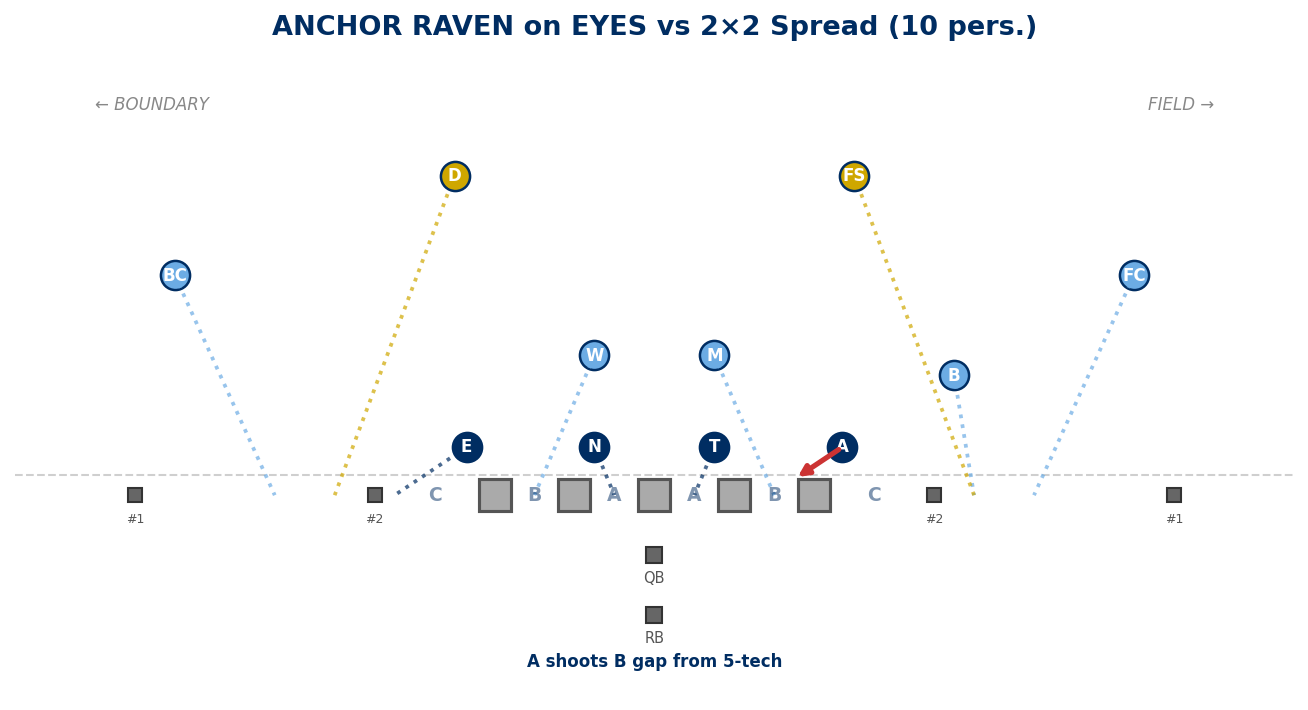 ANCHOR RAVEN on EYES vs 2×2 Spread (10 pers.)
← BOUNDARY
FIELD →
D
FS
BC
FC
W
M
B
E
N
T
A
C
B
A
A
B
C
#1
#2
#2
#1
QB
RB
A shoots B gap from 5-tech